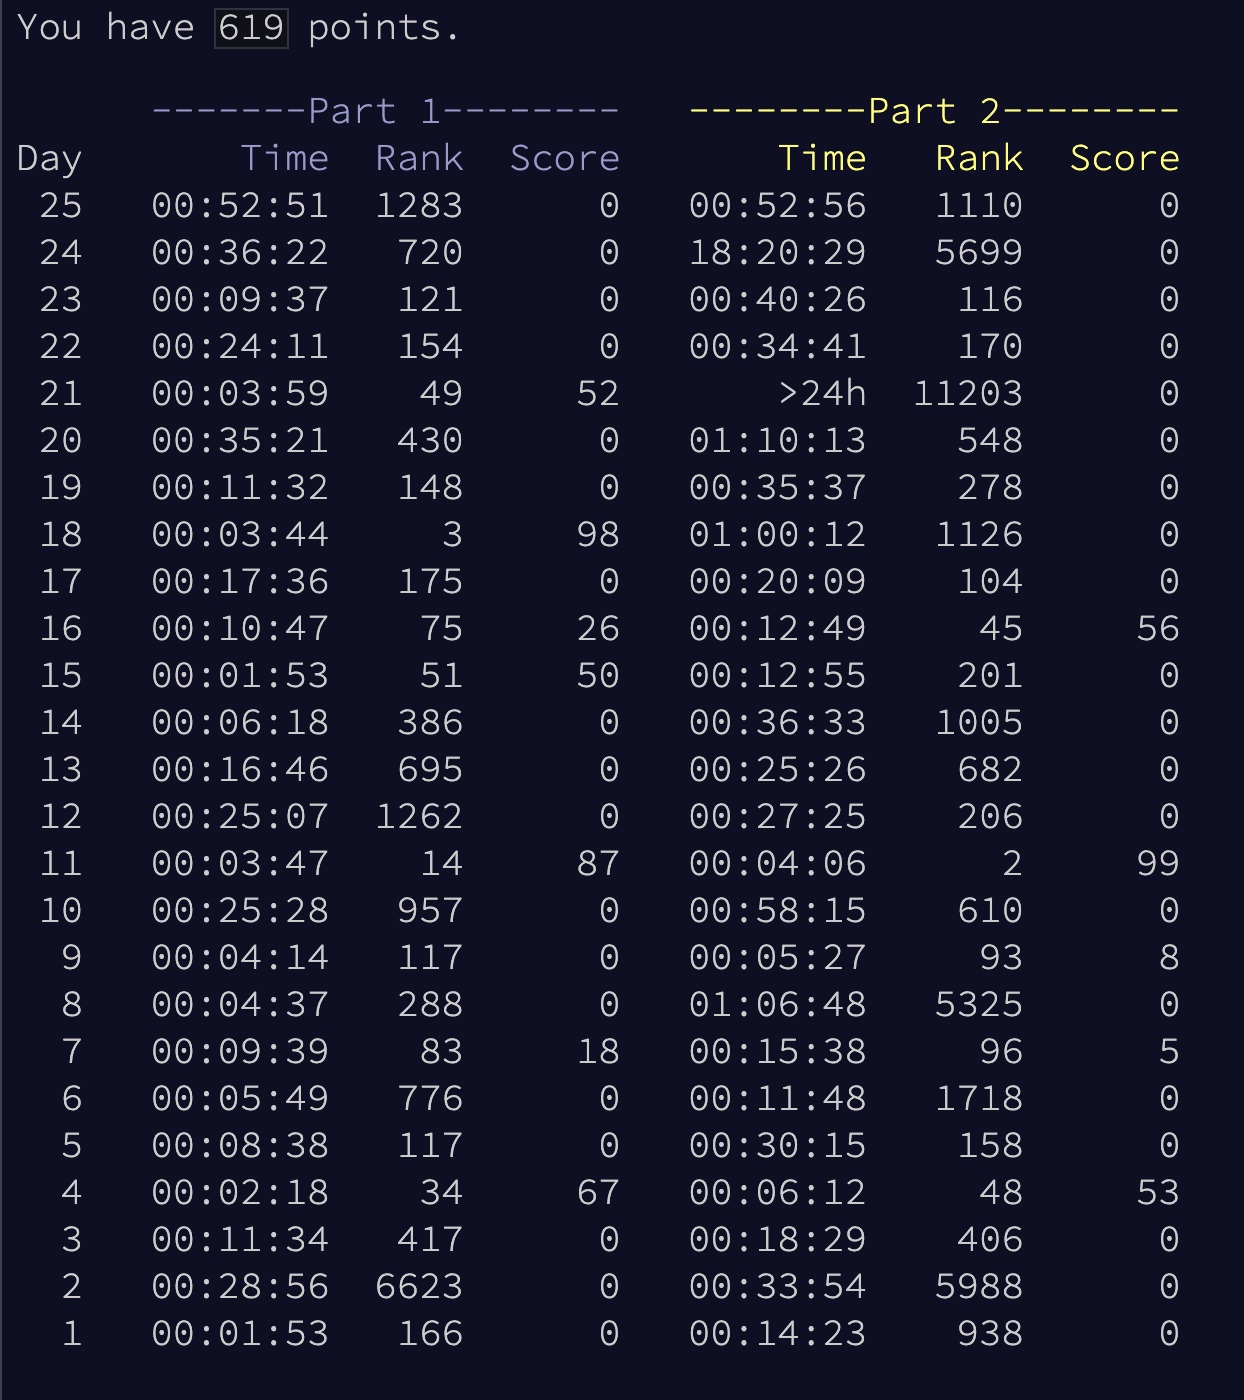 You have 619 points.
-------Part 1--------   --------Part 2--------
Day       Time  Rank  Score       Time   Rank  Score
25   00:52:51  1283      0   00:52:56   1110      0
24   00:36:22   720      0   18:20:29   5699      0
23   00:09:37   121      0   00:40:26    116      0
22   00:24:11   154      0   00:34:41    170      0
21   00:03:59    49     52       >24h  11203      0
20   00:35:21   430      0   01:10:13    548      0
19   00:11:32   148      0   00:35:37    278      0
18   00:03:44     3     98   01:00:12   1126      0
17   00:17:36   175      0   00:20:09    104      0
16   00:10:47    75     26   00:12:49     45     56
15   00:01:53    51     50   00:12:55    201      0
14   00:06:18   386      0   00:36:33   1005      0
13   00:16:46   695      0   00:25:26    682      0
12   00:25:07  1262      0   00:27:25    206      0
11   00:03:47    14     87   00:04:06      2     99
10   00:25:28   957      0   00:58:15    610      0
9   00:04:14   117      0   00:05:27     93      8
8   00:04:37   288      0   01:06:48   5325      0
7   00:09:39    83     18   00:15:38     96      5
6   00:05:49   776      0   00:11:48   1718      0
5   00:08:38   117      0   00:30:15    158      0
4   00:02:18    34     67   00:06:12     48     53
3   00:11:34   417      0   00:18:29    406      0
2   00:28:56  6623      0   00:33:54   5988      0
1   00:01:53   166      0   00:14:23    938      0